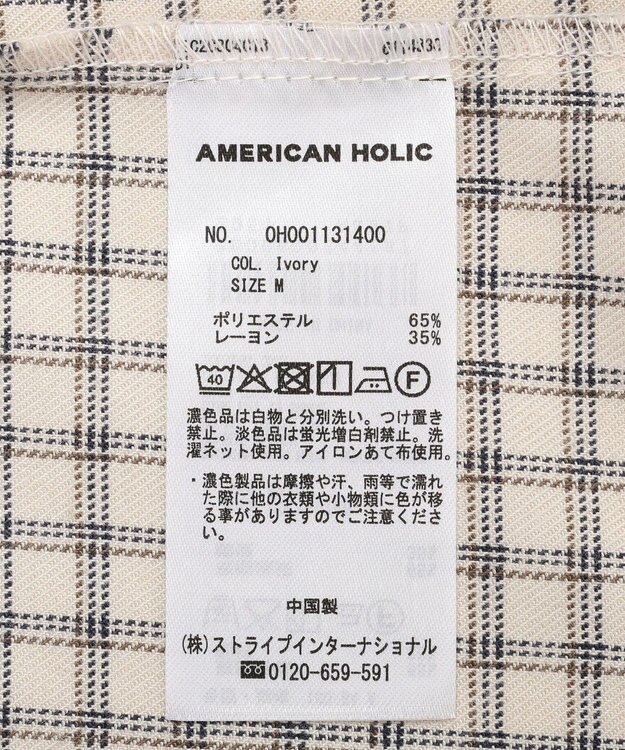 AMERICAN HOLIC
NO. OH001131400
COL. Ivory
SIZE M
ポリエステル 65%
レーヨン 35%
40 F
濃色品は白物と分別洗い。つけ置き
禁止。淡色品は蛍光増白剤禁止。洗
濯ネット使用。アイロンあて布使用。
・濃色製品は摩擦や汗、雨等で濡れ
た際に他の衣類や小物類に色が移
る事がありますのでご注意くださ
い。
中国製
(株)ストライプインターナショナル
0120-659-591